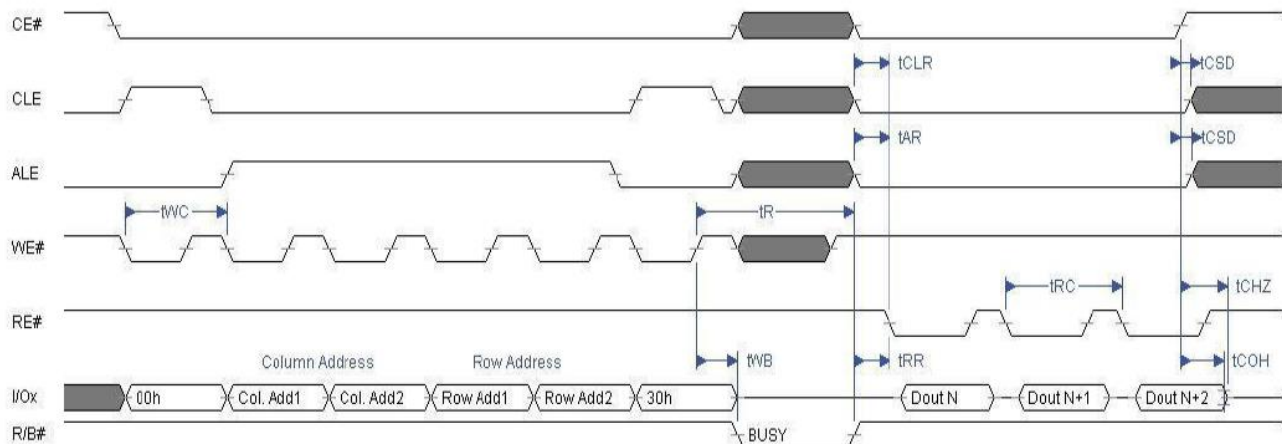 CE#
tCLR tCSD
CLE
tAR tCSD
ALE
tWC tR
WE#
tRC tCHZ
RE#
Column Address Row Address tWB tRR tCOH
I/Ox 00h Col. Add1 Col. Add2 Row Add1 Row Add2 30h Dout N Dout N+1 Dout N+2
R/B# BUSY